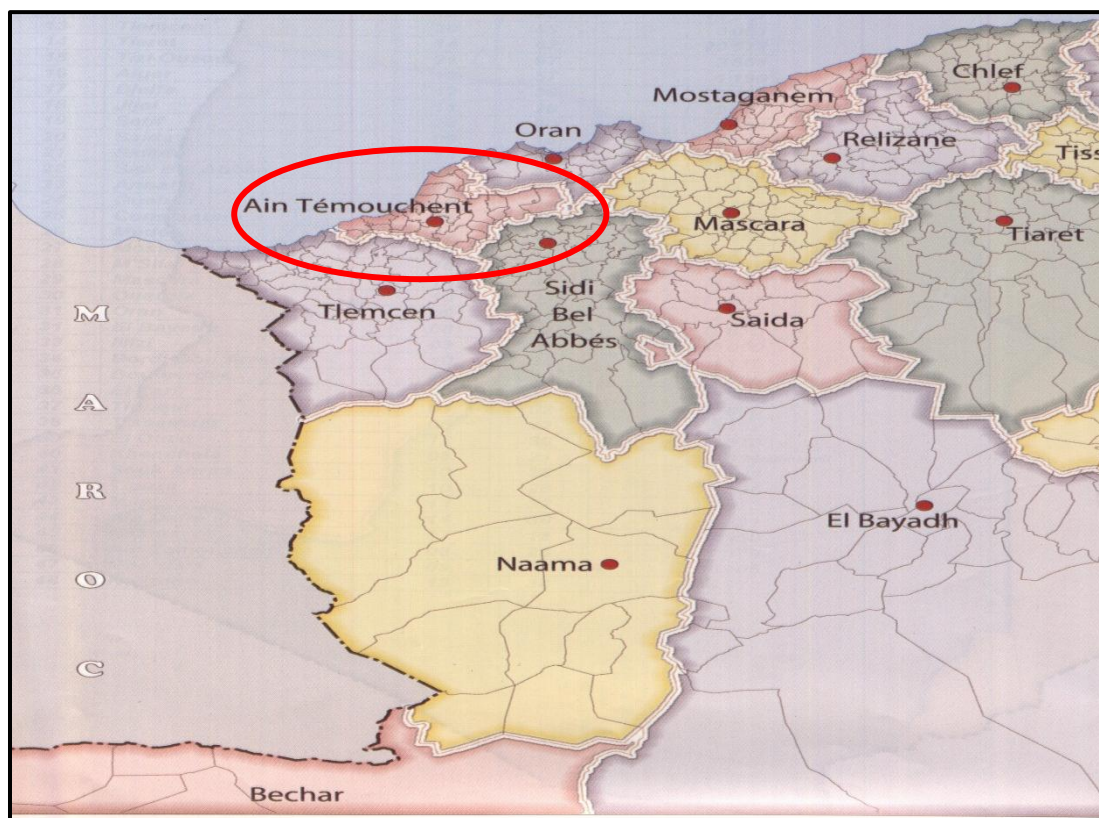 Chlef
Mostaganem
Oran
Relizane
Tiss
Ain Témouchent
Mascara
Tiaret
Tlemcen
Sidi
Bel
Abbés
Saida
M
A
R
O
C
El Bayadh
Naama
Bechar